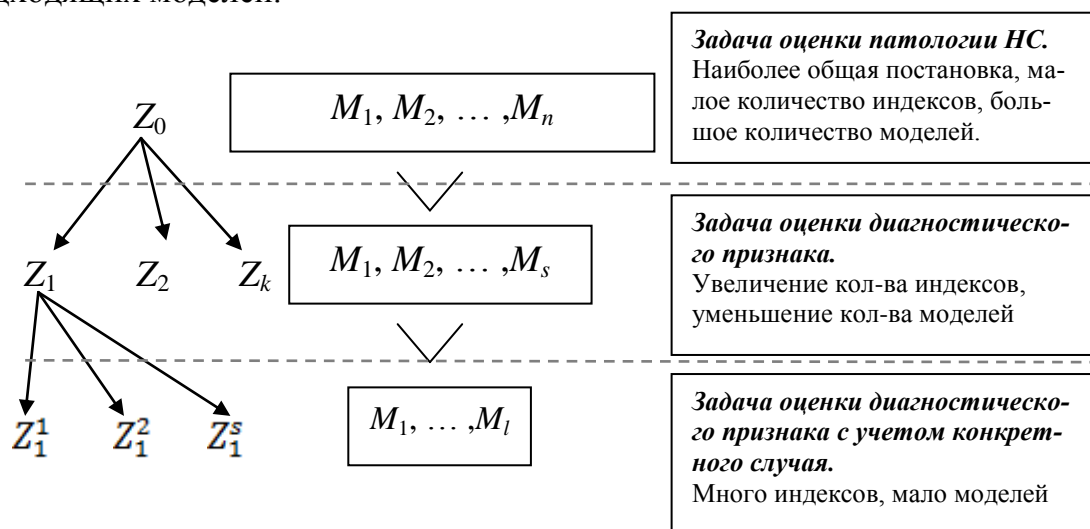 Z₀
M₁, M₂, … ,Mₙ
Задача оценки патологии НС.
Наиболее общая постановка, ма-
лое количество индексов, боль-
шое количество моделей.
Z₁ Z₂ Zₖ
M₁, M₂, … ,Mₛ
Задача оценки диагностическо-
го признака.
Увеличение кол-ва индексов,
уменьшение кол-ва моделей
Z₁¹ Z₁² Z₁ˢ
M₁, … ,Mₗ
Задача оценки диагностическо-
го признака с учетом конкрет-
ного случая.
Много индексов, мало моделей